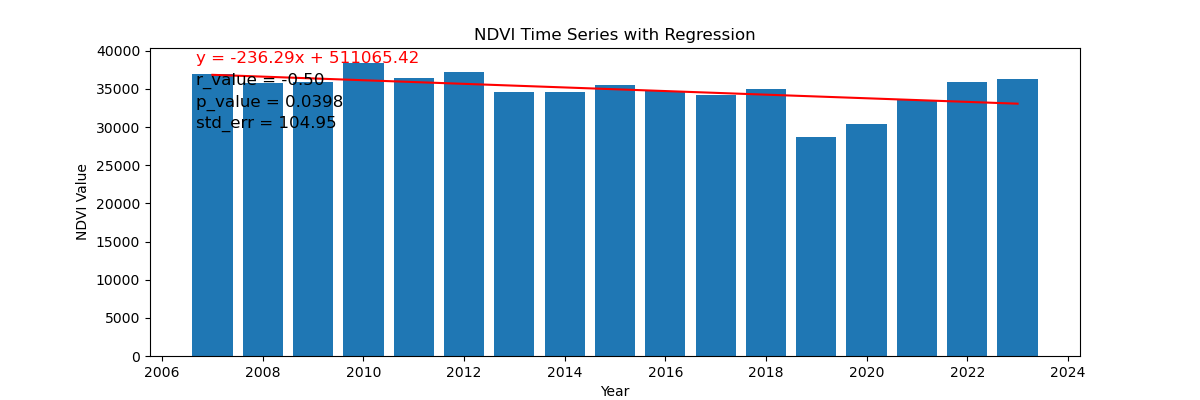 NDVI Time Series with Regression
y = -236.29x + 511065.42
r_value = -0.50
p_value = 0.0398
std_err = 104.95
NDVI Value
40000
35000
30000
25000
20000
15000
10000
5000
0
2006 2008 2010 2012 2014 2016 2018 2020 2022 2024
Year